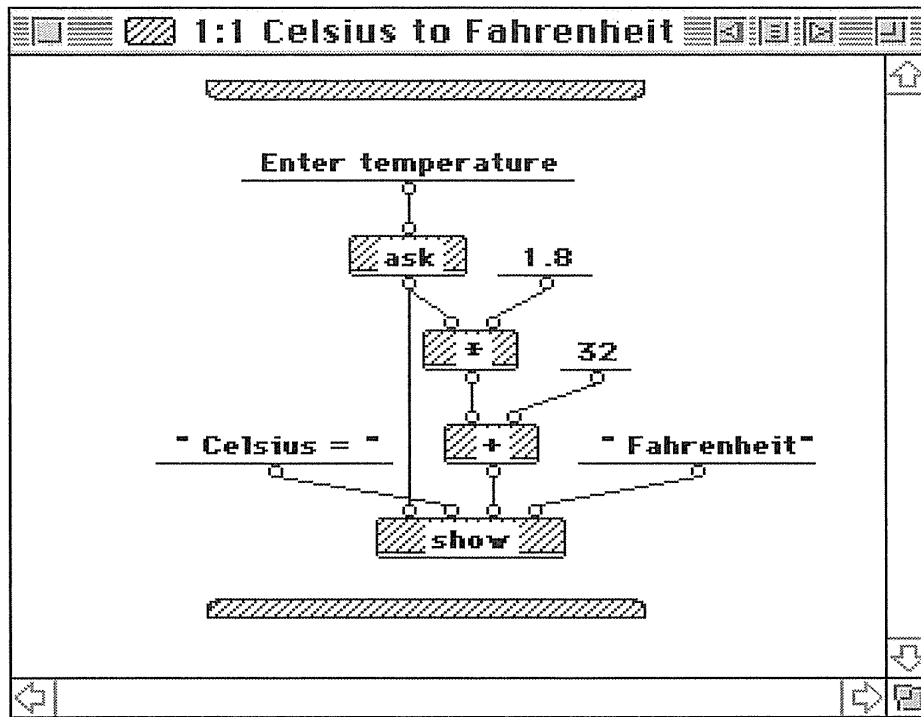 1:1 Celsius to Fahrenheit
Enter temperature
ask
1.8
*
32
+
" Celsius = "
" Fahrenheit"
show